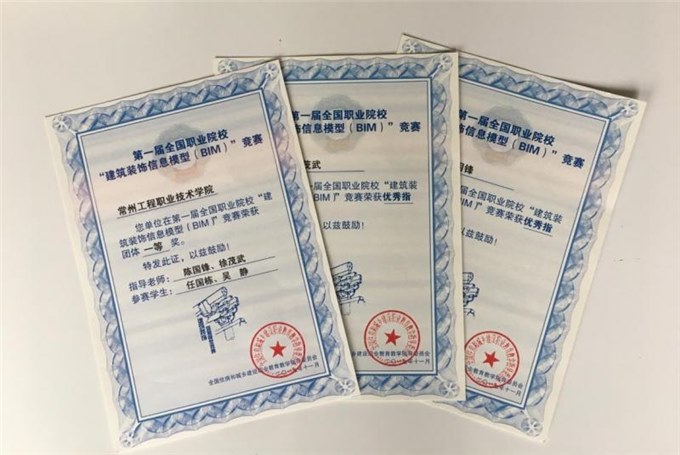 第一届全国职业院校
“建筑装饰信息模型（BIM）”竞赛
常州工程职业技术学院
您单位在第一届全国职业院校“建
筑装饰信息模型（BIM）”竞赛荣获
团体 一等 奖。
特发此证，以兹鼓励！
指导老师：陈国锋、徐茂武
参赛学生：任国栋、吴 静
第一届全国职业院校
饰信息模型（BIM）”竞赛
茂武
届全国职业院校“建筑
（BIM）”竞赛荣获优秀指
以兹鼓励！
第一届全国职业院校
饰信息模型（BIM）”竞赛
国锋
届全国职业院校“建筑装
（BIM）”竞赛荣获优秀指
以兹鼓励！